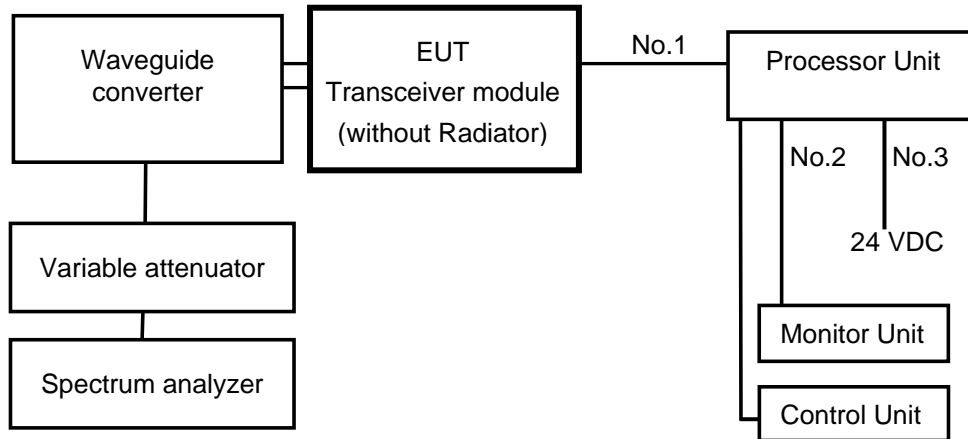 Waveguide
converter
EUT
Transceiver module
(without Radiator)
No.1
Processor Unit
No.2
No.3
24 VDC
Variable attenuator
Monitor Unit
Spectrum analyzer
Control Unit